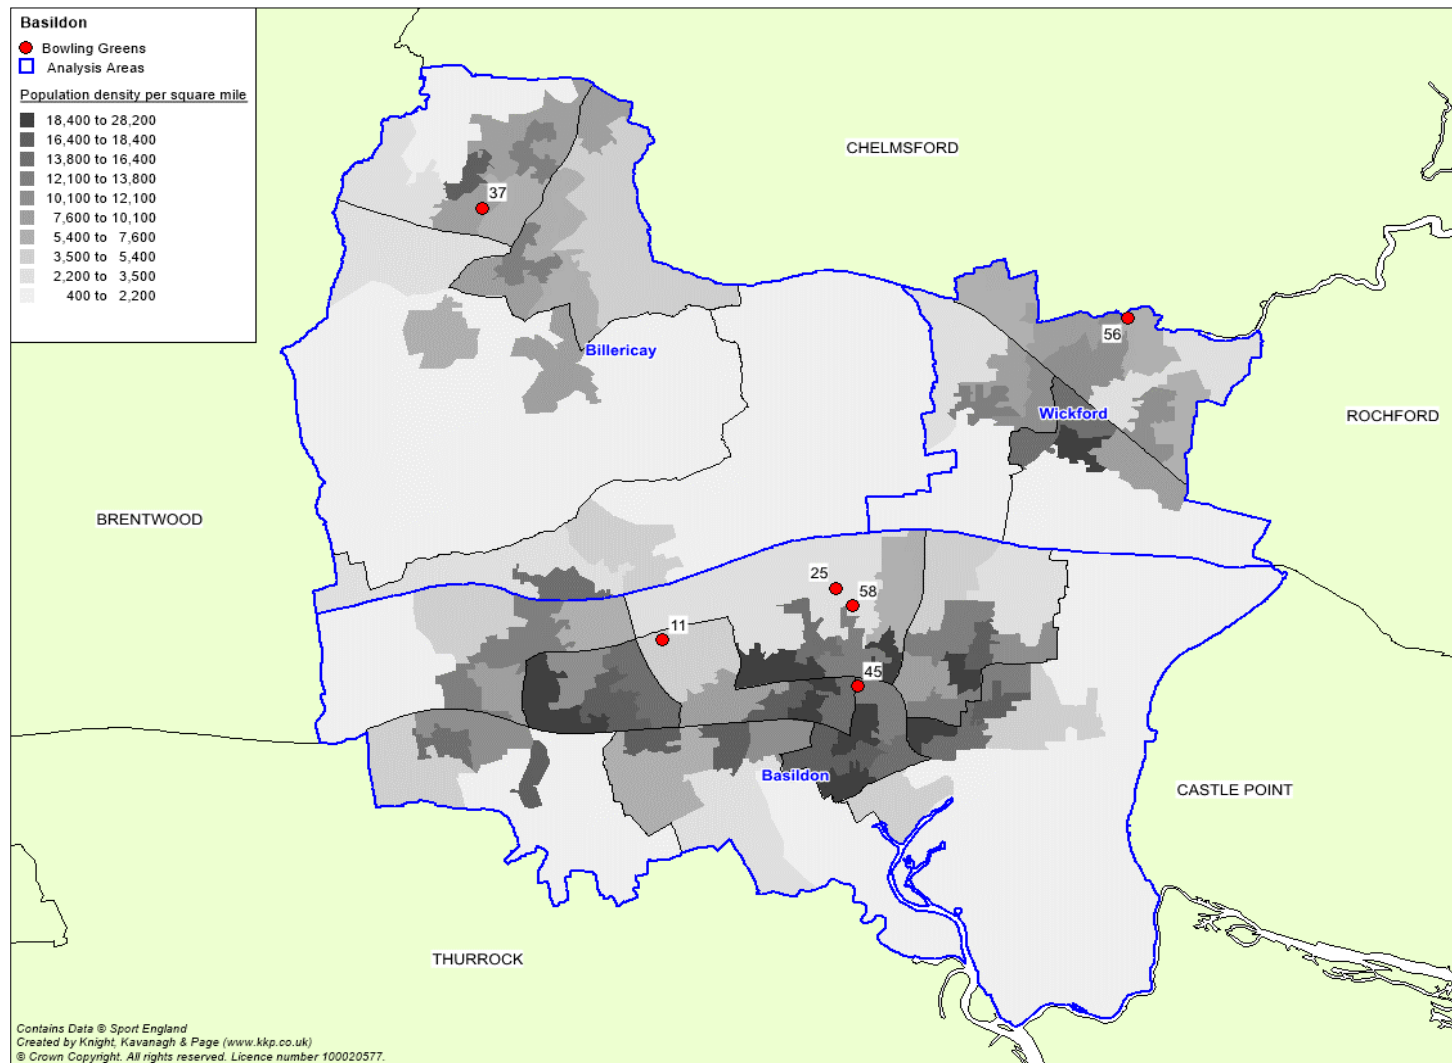 Basildon
Bowling Greens
Analysis Areas
Population density per square mile
18,400 to 28,200
16,400 to 18,400
13,800 to 16,400
12,100 to 13,800
10,100 to 12,100
7,600 to 10,100
5,400 to 7,600
3,500 to 5,400
2,200 to 3,500
400 to 2,200
CHELMSFORD
37
56
Billericay
Wickford
ROCHFORD
BRENTWOOD
25
58
11
45
Basildon
CASTLE POINT
THURROCK
Contains Data © Sport England
Created by Knight, Kavanagh & Page (www.kkp.co.uk)
© Crown Copyright. All rights reserved. Licence number 100020577.